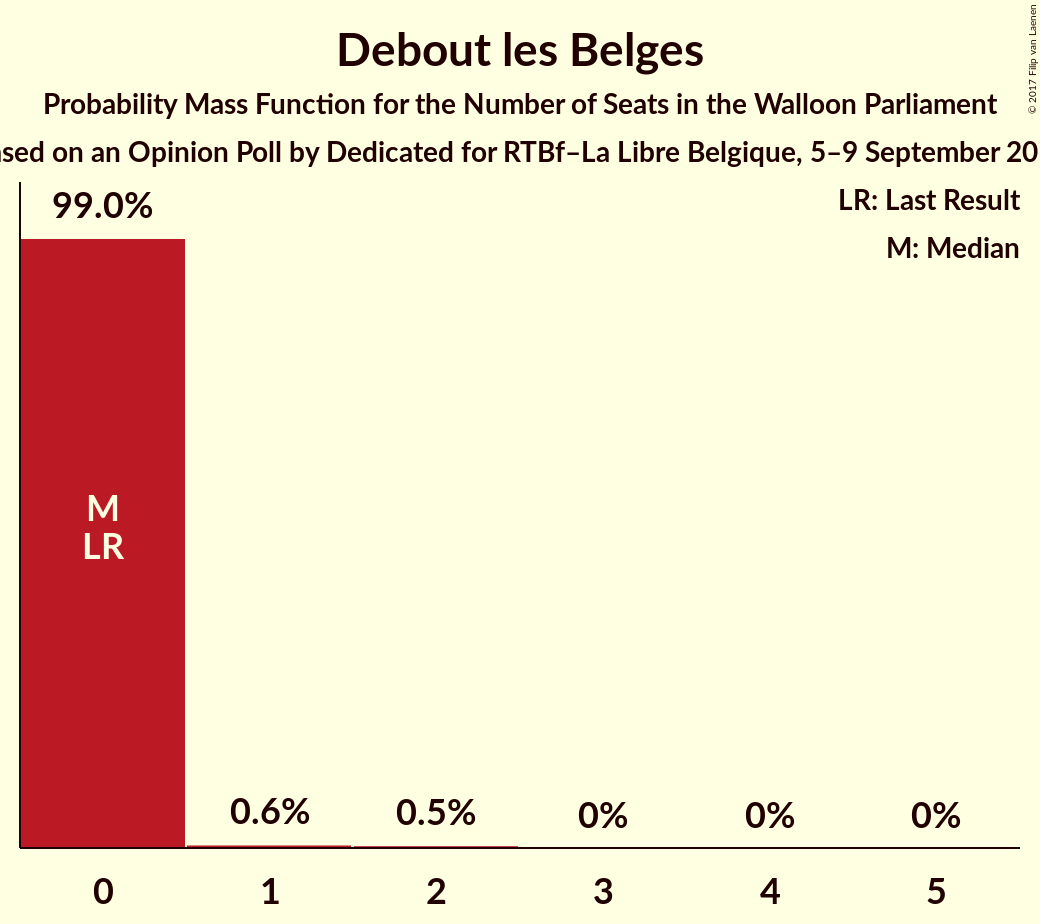 Debout les Belges
Probability Mass Function for the Number of Seats in the Walloon Parliament
on an Opinion Poll by Dedicated for RTBf–La Libre Belgique, 5–9 September 20
© 2017 Filip van Laenen
LR: Last Result
M: Median
99.0%
M
LR
0.6%
0.5%
0%
0%
0%
0
1
2
3
4
5